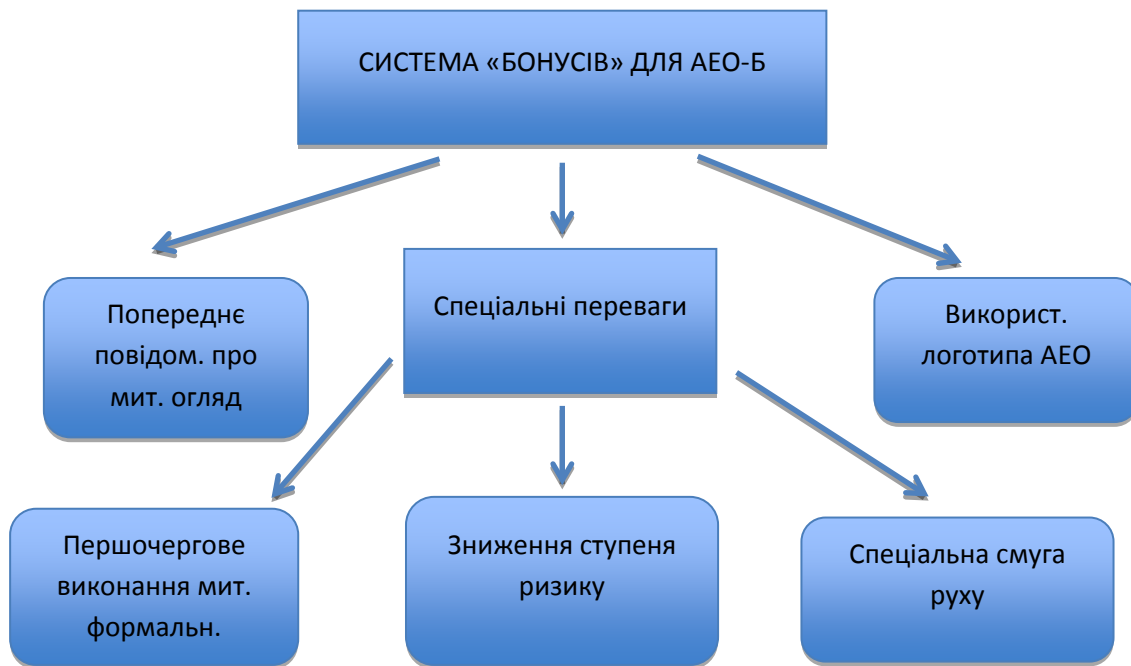 СИСТЕМА «БОНУСІВ» ДЛЯ АЕО-Б
Попереднє
повідом. про
мит. огляд
Спеціальні переваги
Використ.
логотипа АЕО
Першочергове
виконання мит.
формальн.
Зниження ступеня
ризику
Спеціальна смуга
руху